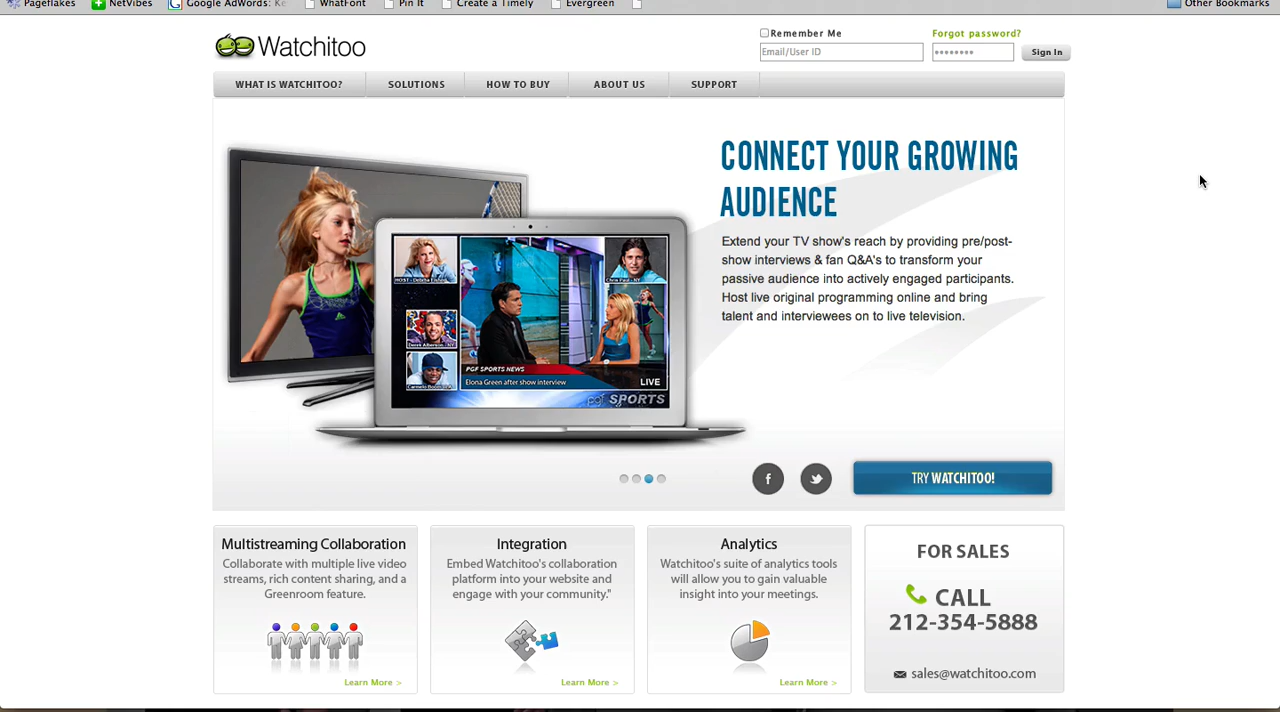 Pageflakes NetVibes Google AdWords: Ke WhatFont Pin It Create a Timely Evergreen Other Bookmarks
Watchitoo
Remember Me Forgot password?
Email/User ID •••••••• Sign In
WHAT IS WATCHITOO? SOLUTIONS HOW TO BUY ABOUT US SUPPORT
CONNECT YOUR GROWING
AUDIENCE
Extend your TV show's reach by providing pre/post-
show interviews & fan Q&A's to transform your
passive audience into actively engaged participants.
Host live original programming online and bring
talent and interviewees on to live television.
Chris Paul - NY
PGF SPORTS NEWS
Elona Green after show interview LIVE
pgf SPORTS
f
TRY WATCHITOO!
Multistreaming Collaboration
Collaborate with multiple live video
streams, rich content sharing, and a
Greenroom feature.
Learn More >
Integration
Embed Watchitoo's collaboration
platform into your website and
engage with your community."
Learn More >
Analytics
Watchitoo's suite of analytics tools
will allow you to gain valuable
insight into your meetings.
Learn More >
FOR SALES
CALL
212-354-5888
sales@watchitoo.com